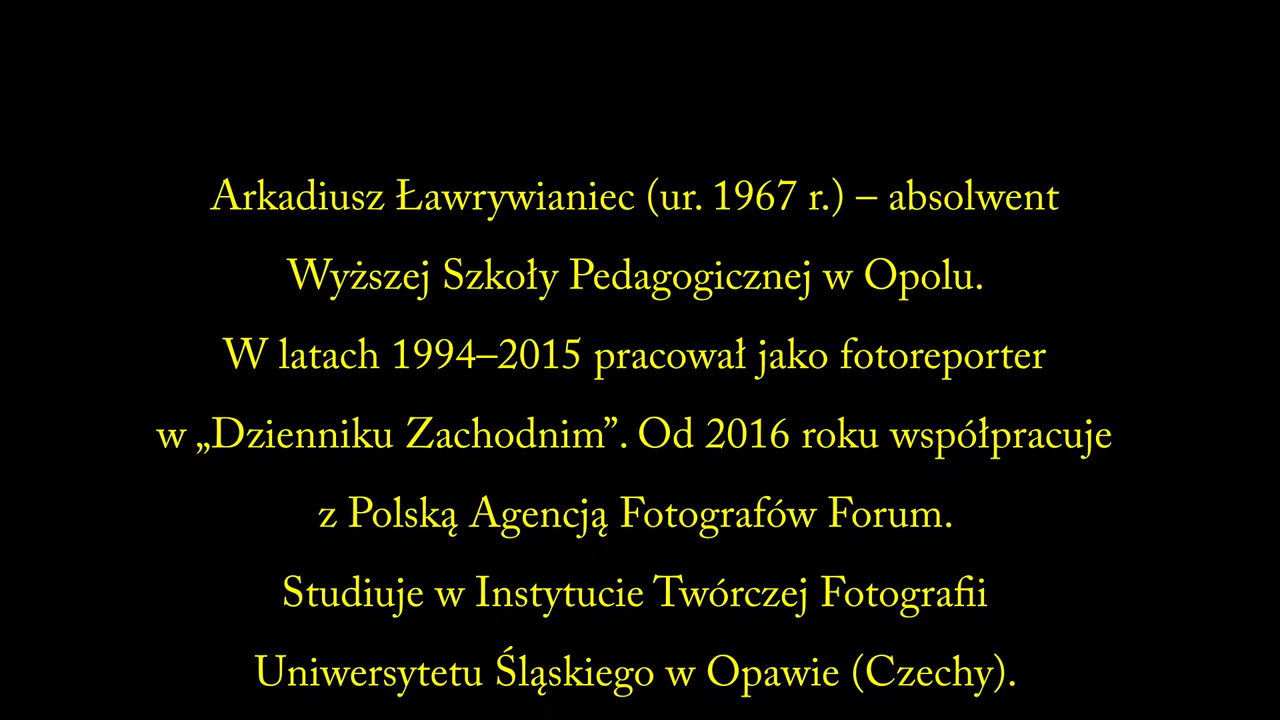 Arkadiusz Ławrywianiec (ur. 1967 r.) – absolwent
Wyższej Szkoły Pedagogicznej w Opolu.
W latach 1994–2015 pracował jako fotoreporter
w „Dzienniku Zachodnim”. Od 2016 roku współpracuje
z Polską Agencją Fotografów Forum.
Studiuje w Instytucie Twórczej Fotografii
Uniwersytetu Śląskiego w Opawie (Czechy).